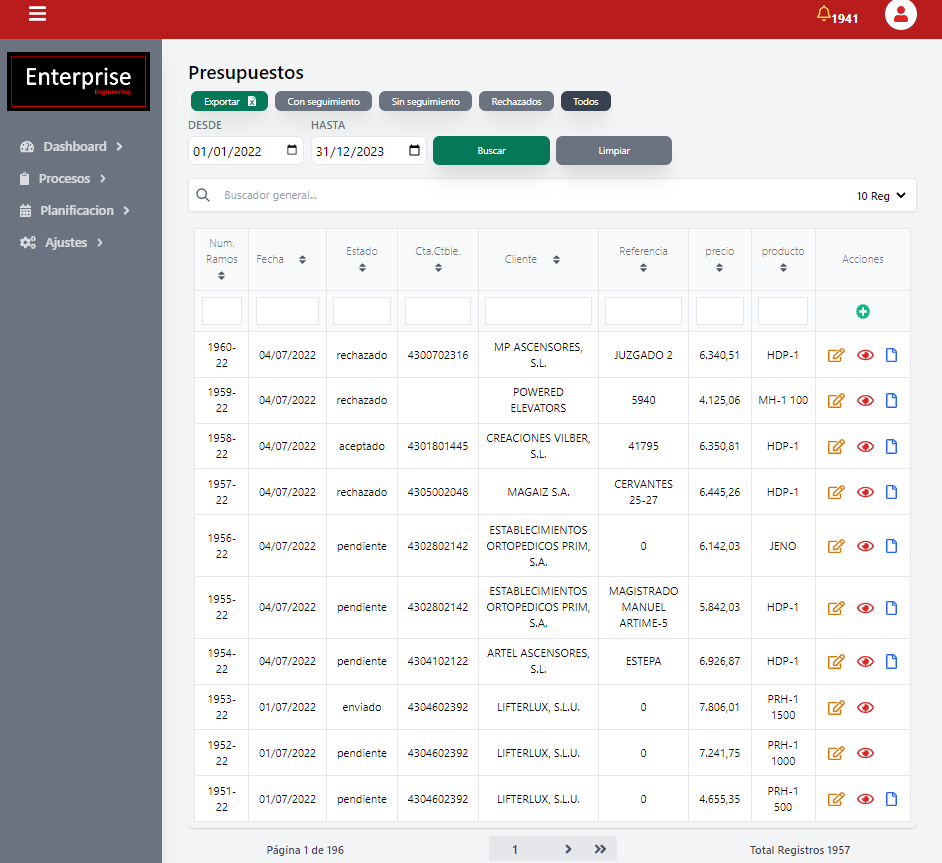 1941
Enterprise
Engineering
Dashboard
Procesos
Planificacion
Ajustes
Presupuestos
Exportar Con seguimiento Sin seguimiento Rechazados Todos
DESDE HASTA
01/01/2022 31/12/2023 Buscar Limpiar
Buscador general... 10 Reg
Num. Ramos Fecha Estado Cta.Ctble. Cliente Referencia precio producto Acciones
1960-22 04/07/2022 rechazado 4300702316 MP ASCENSORES, S.L. JUZGADO 2 6.340,51 HDP-1
1959-22 04/07/2022 rechazado POWERED ELEVATORS 5940 4.125,06 MH-1 100
1958-22 04/07/2022 aceptado 4301801445 CREACIONES VILBER, S.L. 41795 6.350,81 HDP-1
1957-22 04/07/2022 rechazado 4305002048 MAGAIZ S.A. CERVANTES 25-27 6.445,26 HDP-1
1956-22 04/07/2022 pendiente 4302802142 ESTABLECIMIENTOS ORTOPEDICOS PRIM, S.A. 0 6.142,03 JENO
1955-22 04/07/2022 pendiente 4302802142 ESTABLECIMIENTOS ORTOPEDICOS PRIM, S.A. MAGISTRADO MANUEL ARTIME-5 5.842,03 HDP-1
1954-22 04/07/2022 pendiente 4304102122 ARTEL ASCENSORES, S.L. ESTEPA 6.926,87 HDP-1
1953-22 01/07/2022 enviado 4304602392 LIFTERLUX, S.L.U. 0 7.806,01 PRH-1 1500
1952-22 01/07/2022 pendiente 4304602392 LIFTERLUX, S.L.U. 0 7.241,75 PRH-1 1000
1951-22 01/07/2022 pendiente 4304602392 LIFTERLUX, S.L.U. 0 4.655,35 PRH-1 500
Página 1 de 196 1 Total Registros 1957